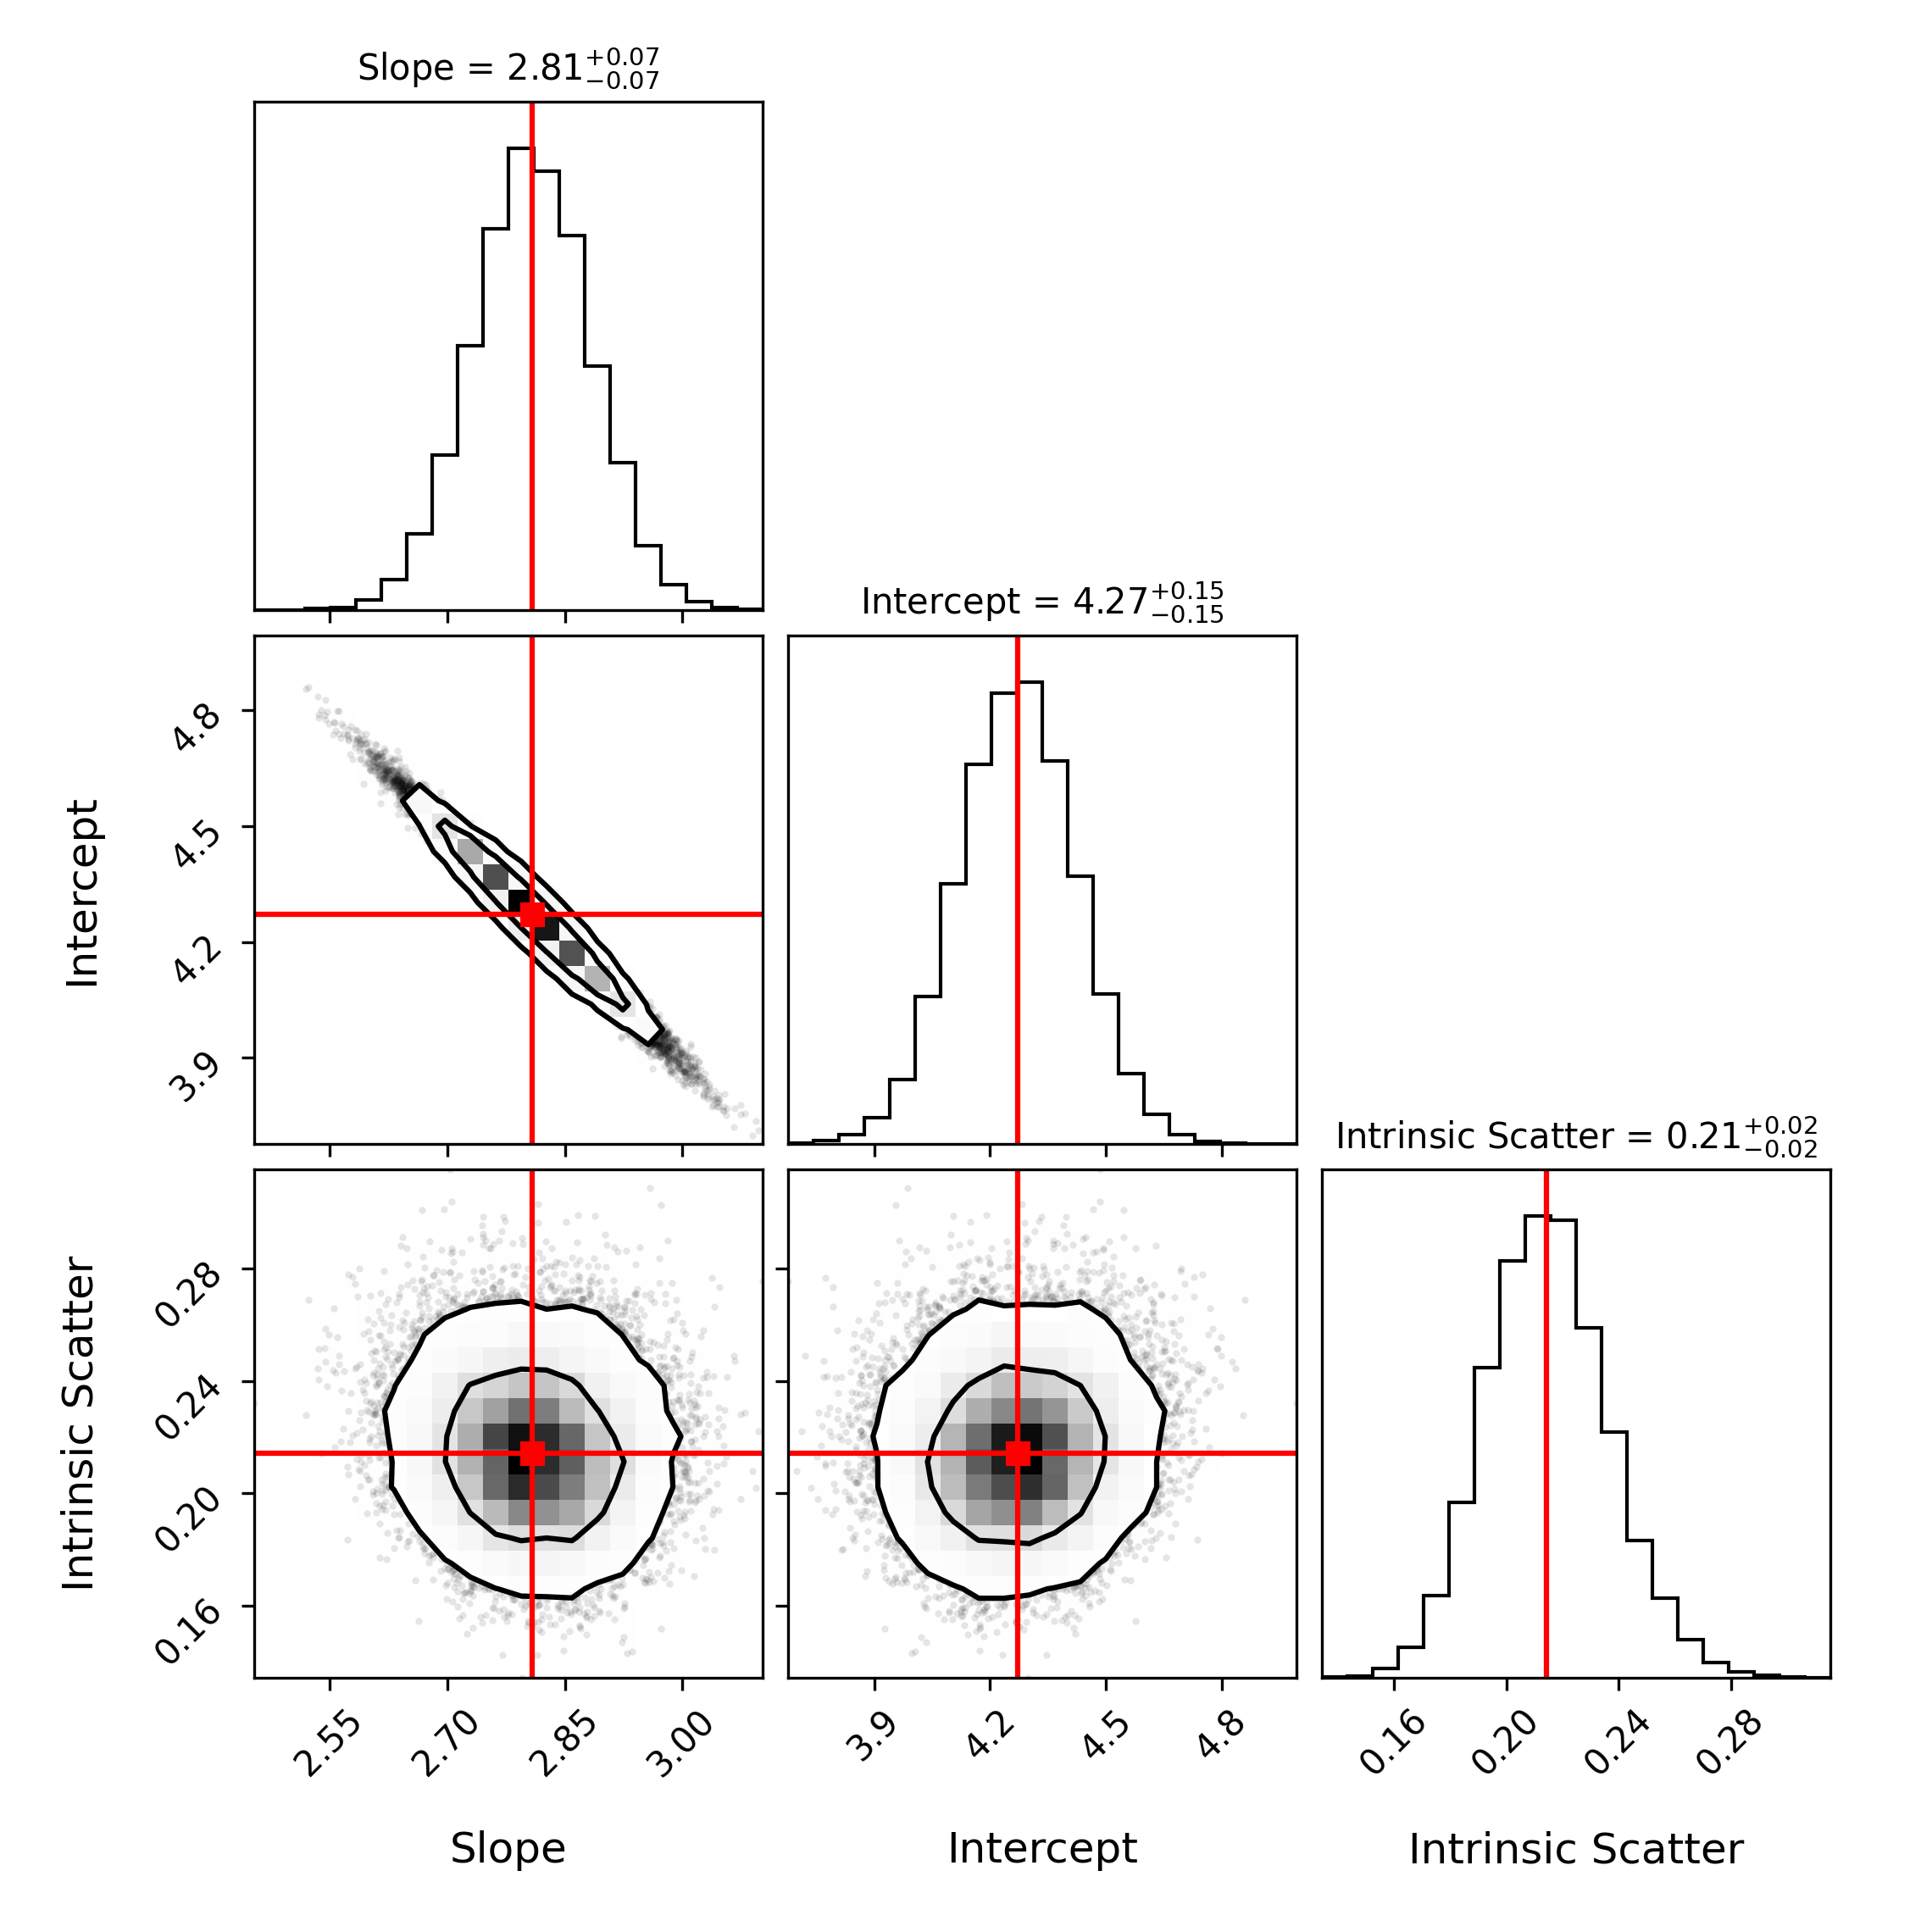 Slope = 2.81+0.07−0.07
Intercept = 4.27+0.15−0.15
Intercept
4.8
4.5
4.2
3.9
Intrinsic Scatter = 0.21+0.02−0.02
Intrinsic Scatter
0.28
0.24
0.20
0.16
2.55 2.70 2.85 3.00 3.9 4.2 4.5 4.8 0.16 0.20 0.24 0.28
Slope Intercept Intrinsic Scatter